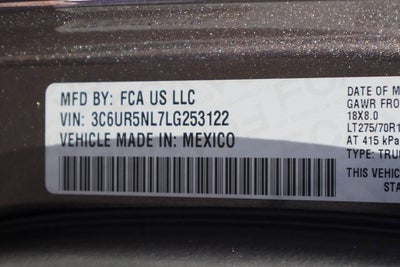 MFD BY: FCA US LLC
VIN: 3C6UR5NL7LG253122
VEHICLE MADE IN: MEXICO
DATE OF M
GAWR FRO
18X8.0
LT275/70R1
AT 415 kPa
TYPE: TRU
THIS VEHIC
STA